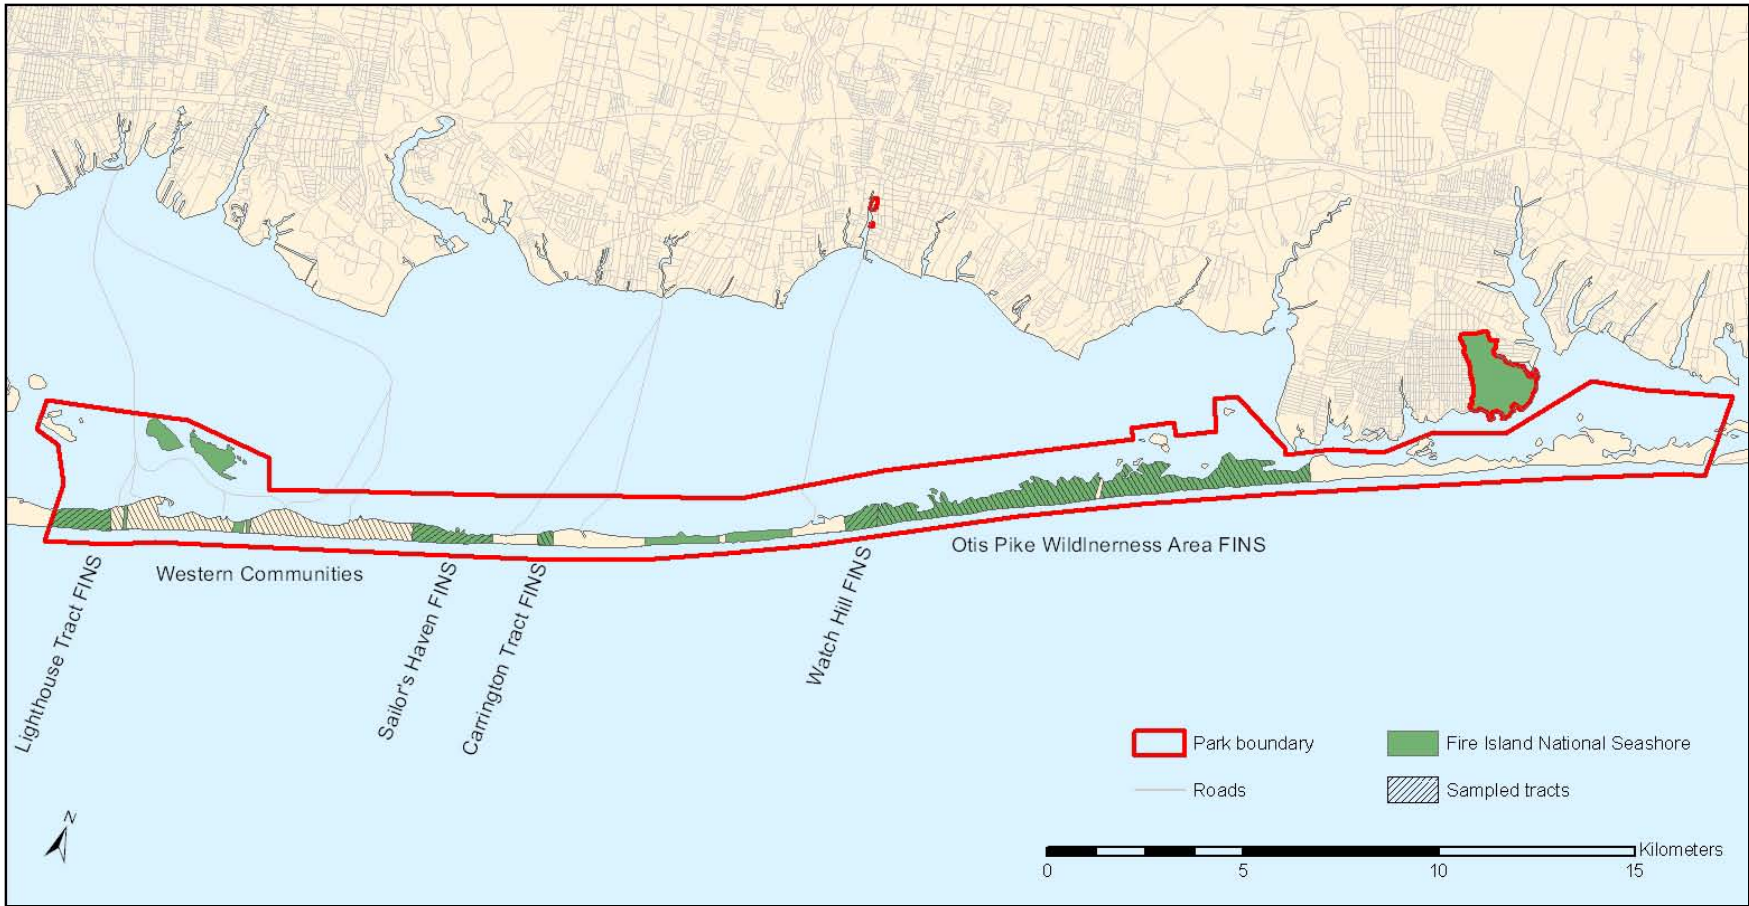 Otis Pike Wildlnerness Area FINS
Western Communities
Lighthouse Tract FINS
Sailor's Haven FINS
Carrington Tract FINS
Watch Hill FINS
Park boundary
Fire Island National Seashore
Roads
Sampled tracts
N
Kilometers
0 5 10 15